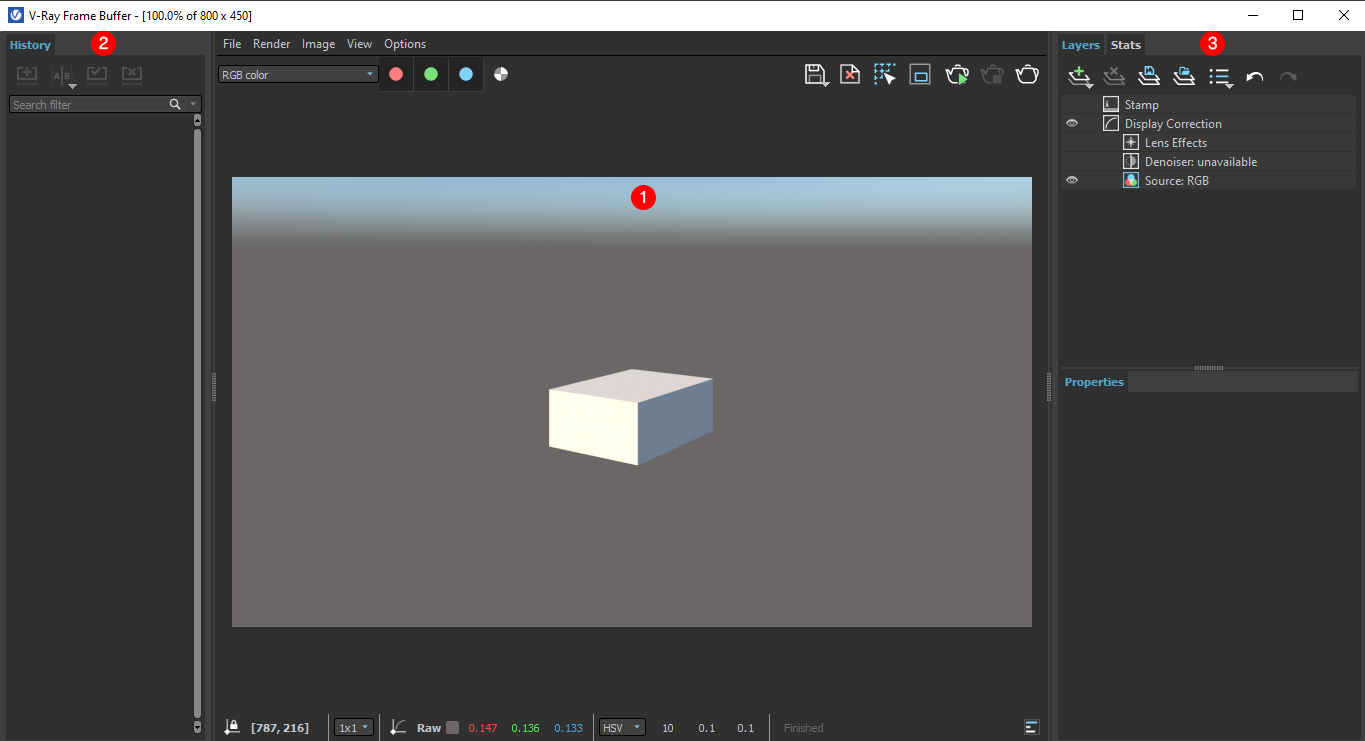 V-Ray Frame Buffer - [100.0% of 800 x 450]
History
2
Search filter
File Render Image View Options
RGB color
1
[787, 216] 1x1 Raw 0.147 0.136 0.133 HSV 10 0.1 0.1 Finished
Layers Stats
3
Stamp
Display Correction
Lens Effects
Denoiser: unavailable
Source: RGB
Properties